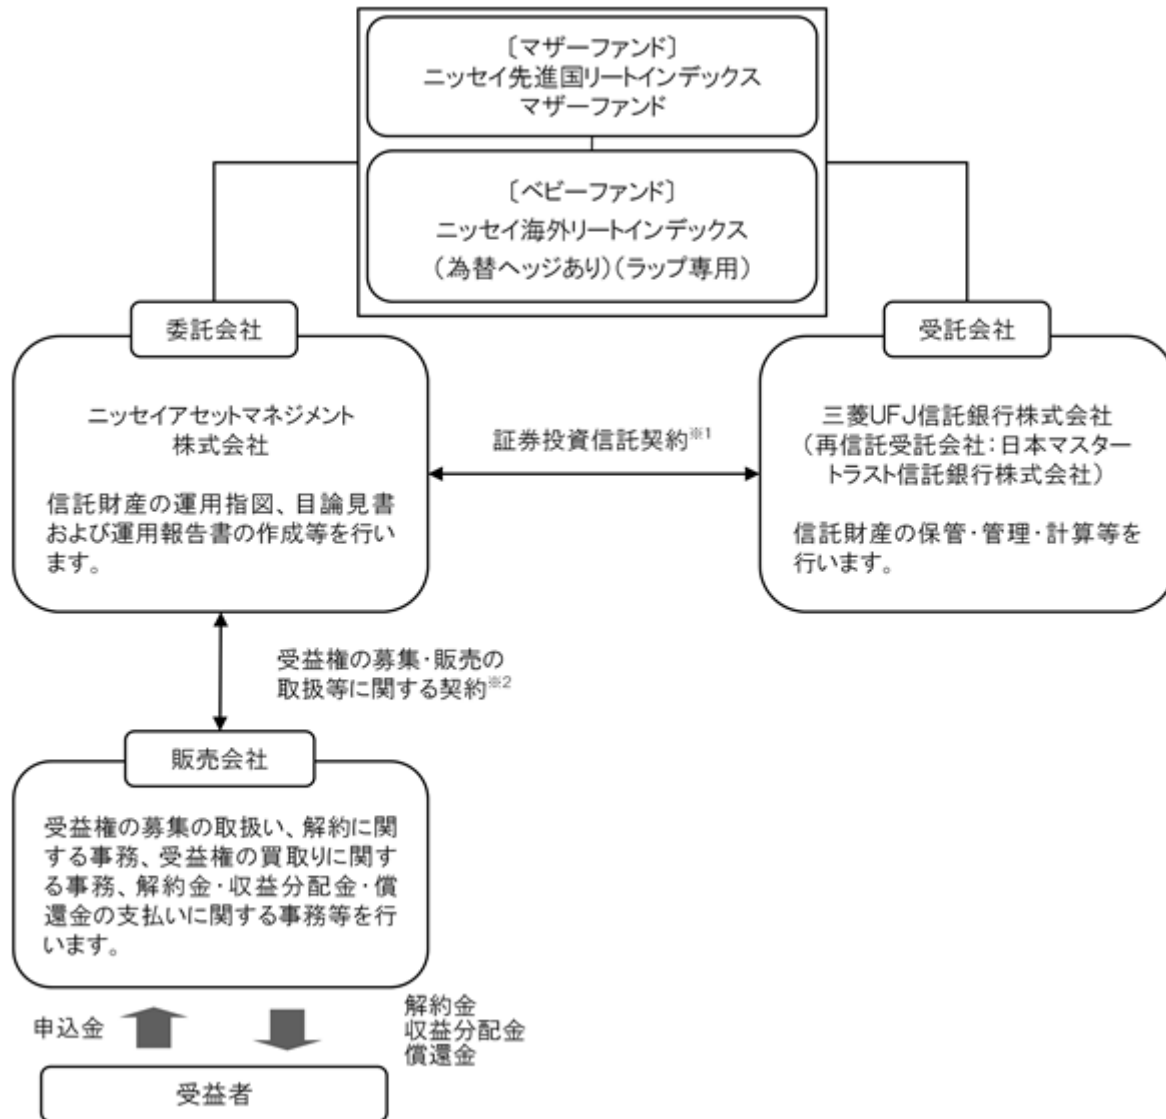 〔マザーファンド〕
ニッセイ先進国リートインデックス
マザーファンド
〔ベビーファンド〕
ニッセイ海外リートインデックス
（為替ヘッジあり）（ラップ専用）
委託会社
ニッセイアセットマネジメント
株式会社
信託財産の運用指図、目論見書
および運用報告書の作成等を行い
ます。
証券投資信託契約※1
受託会社
三菱UFJ信託銀行株式会社
（再信託受託会社：日本マスター
トラスト信託銀行株式会社）
信託財産の保管・管理・計算等を
行います。
受益権の募集・販売の
取扱等に関する契約※2
販売会社
受益権の募集の取扱い、解約に関
する事務、受益権の買取りに関す
る事務、解約金・収益分配金・償
還金の支払いに関する事務等を行
います。
申込金
解約金
収益分配金
償還金
受益者